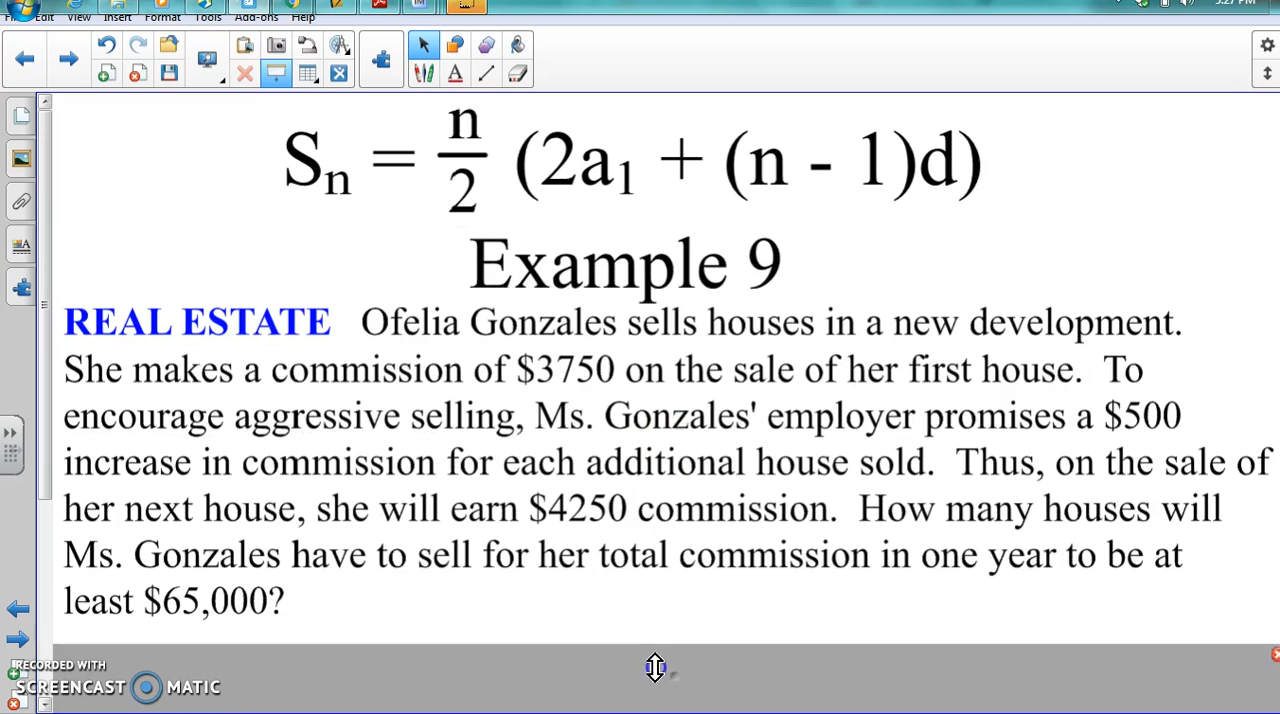 5:27 PM
File Edit View Insert Format Tools Add-ons Help
Sn = n/2 (2a1 + (n - 1)d)
Example 9
REAL ESTATE Ofelia Gonzales sells houses in a new development.
She makes a commission of $3750 on the sale of her first house. To
encourage aggressive selling, Ms. Gonzales' employer promises a $500
increase in commission for each additional house sold. Thus, on the sale of
her next house, she will earn $4250 commission. How many houses will
Ms. Gonzales have to sell for her total commission in one year to be at
least $65,000?
RECORDED WITH
SCREENCAST MATIC